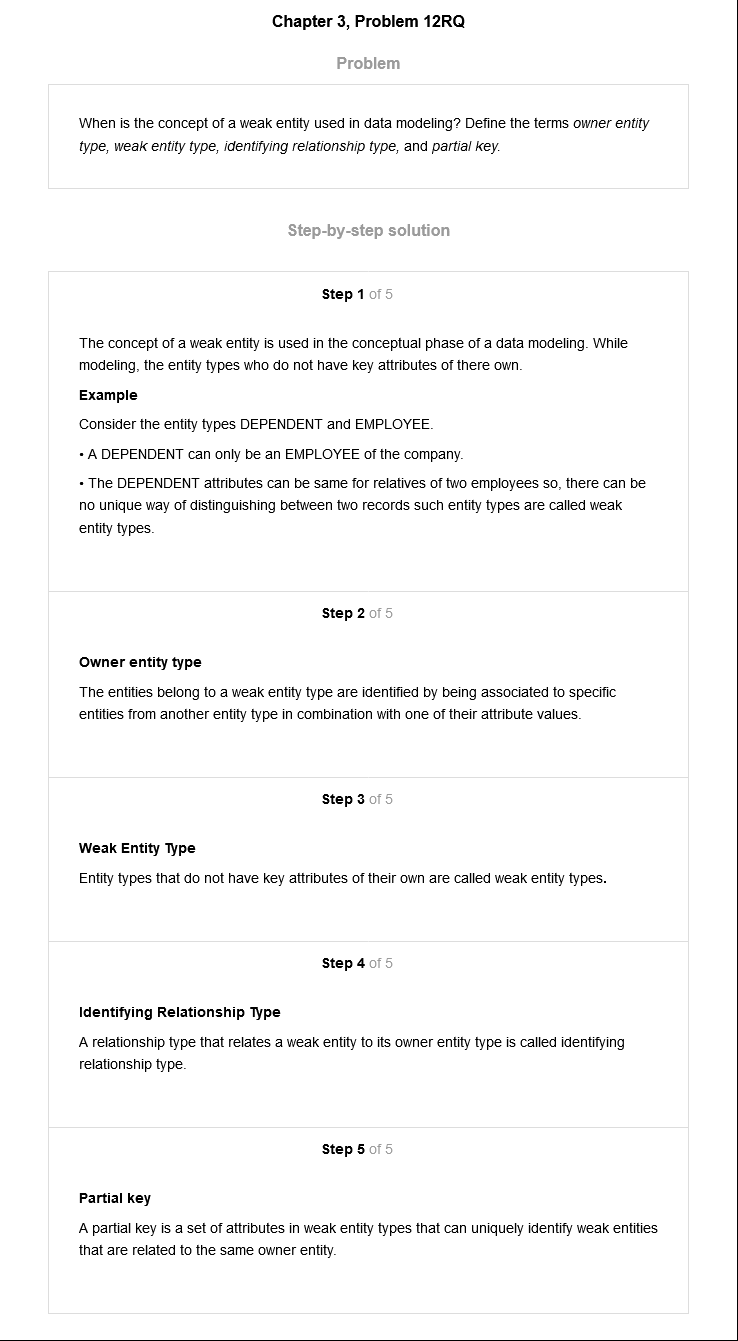 Chapter 3, Problem 12RQ
Problem
When is the concept of a weak entity used in data modeling? Define the terms owner entity
type, weak entity type, identifying relationship type, and partial key.
Step-by-step solution
Step 1 of 5
The concept of a weak entity is used in the conceptual phase of a data modeling. While
modeling, the entity types who do not have key attributes of there own.
Example
Consider the entity types DEPENDENT and EMPLOYEE.
• A DEPENDENT can only be an EMPLOYEE of the company.
• The DEPENDENT attributes can be same for relatives of two employees so, there can be
no unique way of distinguishing between two records such entity types are called weak
entity types.
Step 2 of 5
Owner entity type
The entities belong to a weak entity type are identified by being associated to specific
entities from another entity type in combination with one of their attribute values.
Step 3 of 5
Weak Entity Type
Entity types that do not have key attributes of their own are called weak entity types.
Step 4 of 5
Identifying Relationship Type
A relationship type that relates a weak entity to its owner entity type is called identifying
relationship type.
Step 5 of 5
Partial key
A partial key is a set of attributes in weak entity types that can uniquely identify weak entities
that are related to the same owner entity.